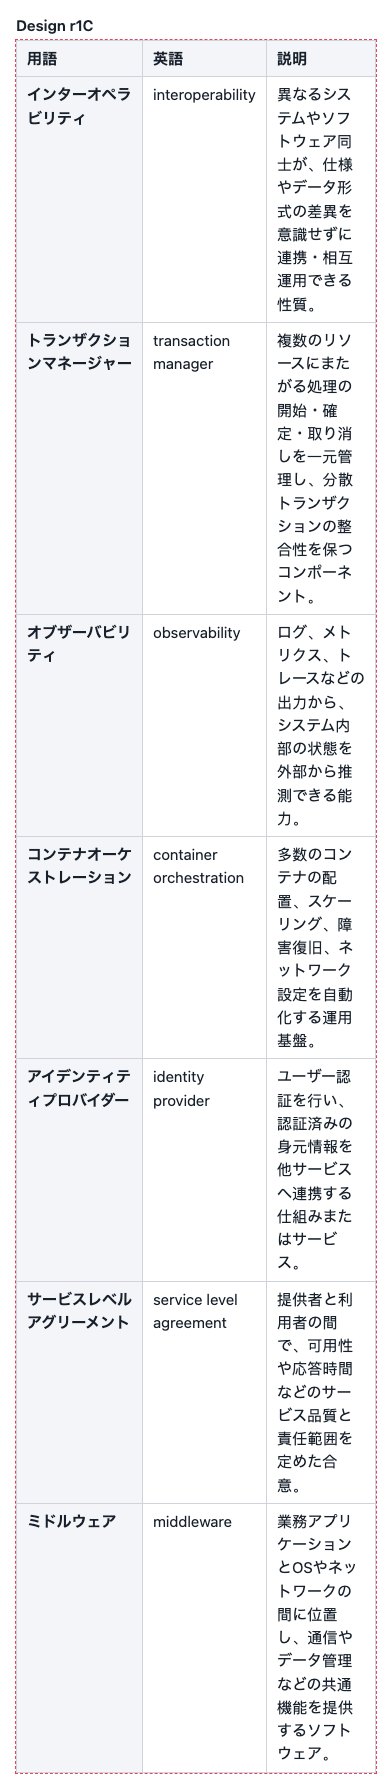 Design r1C
用語 英語 説明
インターオペラ
ビリティ
interoperability
異なるシス
テムやソフ
トウェア同
士が、仕様
やデータ形
式の差異を
意識せずに
連携・相互
運用できる
性質。
トランザクショ
ンマネージャー
transaction
manager
複数のリソ
ースにまた
がる処理の
開始・確
定・取り消
しを一元管
理し、分散
トランザク
ションの整
合性を保つ
コンポーネ
ント。
オブザーバビリ
ティ
observability
ログ、メト
リクス、ト
レースなどの
出力から、
システム内
部の状態を
外部から推
測できる能
力。
コンテナオーケ
ストレーション
container
orchestration
多数のコン
テナの配
置、スケー
リング、障
害復旧、ネ
ットワーク
設定を自動
化する運用
基盤。
アイデンティテ
ィプロバイダー
identity
provider
ユーザー認
証を行い、
認証済みの
身元情報を
他サービス
へ連携する
仕組みまた
はサービ
ス。
サービスレベル
アグリーメント
service level
agreement
提供者と利
用者の間
で、可用性
や応答時間
などのサー
ビス品質と
責任範囲を
定めた合
意。
ミドルウェア
middleware
業務アプリ
ケーション
とOSやネッ
トワークの
間に位置
し、通信や
データ管理
などの共通
機能を提供
するソフト
ウェア。